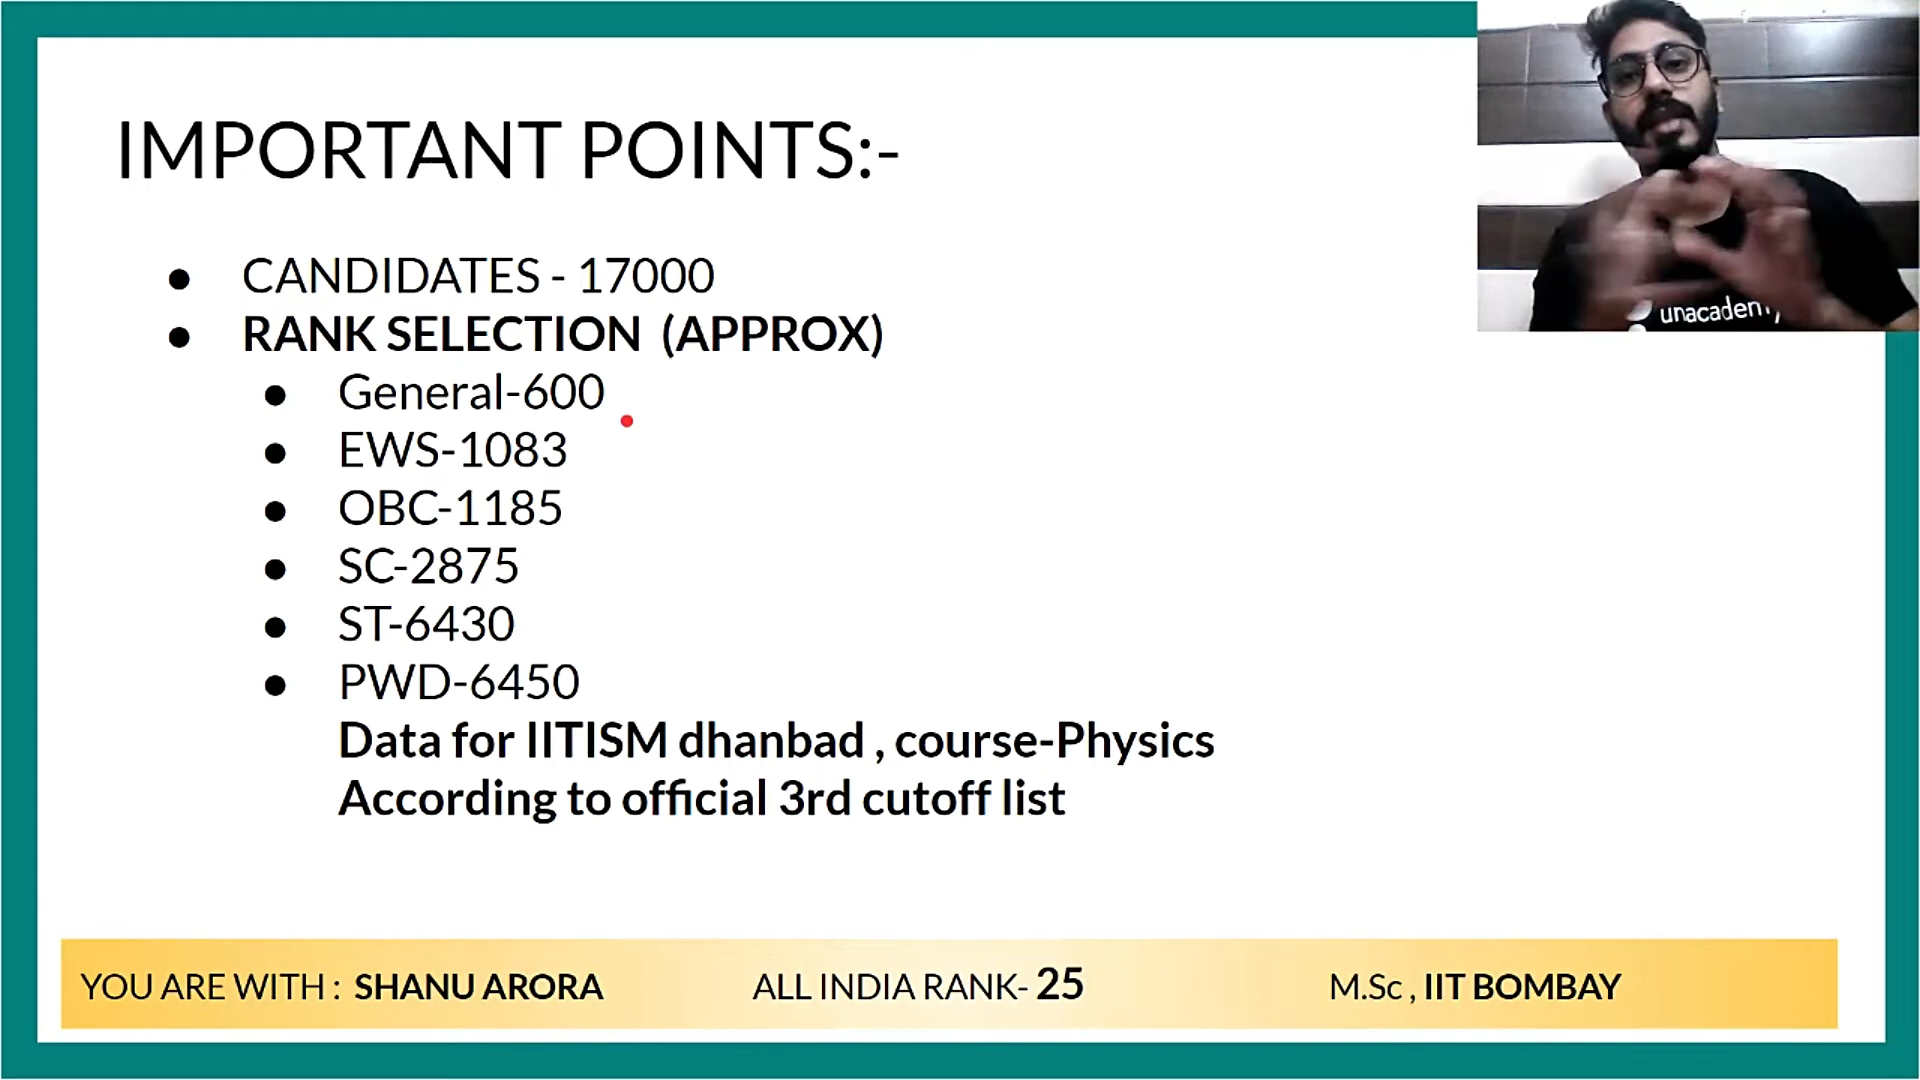 IMPORTANT POINTS:-
CANDIDATES - 17000
RANK SELECTION (APPROX)
General-600
EWS-1083
OBC-1185
SC-2875
ST-6430
PWD-6450
Data for IITISM dhanbad , course-Physics
According to official 3rd cutoff list
unacademy
YOU ARE WITH : SHANU ARORA ALL INDIA RANK- 25 M.Sc , IIT BOMBAY